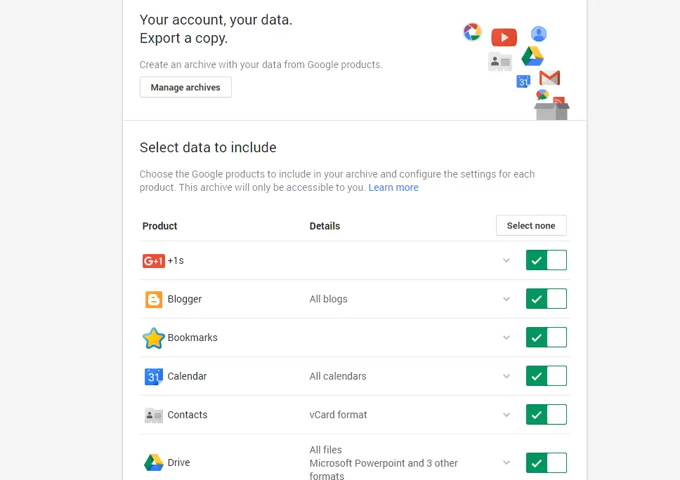 Your account, your data.
Export a copy.
Create an archive with your data from Google products.
Manage archives
31
Select data to include
Choose the Google products to include in your archive and configure the settings for each
product. This archive will only be accessible to you. Learn more
Product Details Select none
G+1 +1s
Blogger All blogs
Bookmarks
31 Calendar All calendars
Contacts vCard format
All files
Drive Microsoft Powerpoint and 3 other
formats